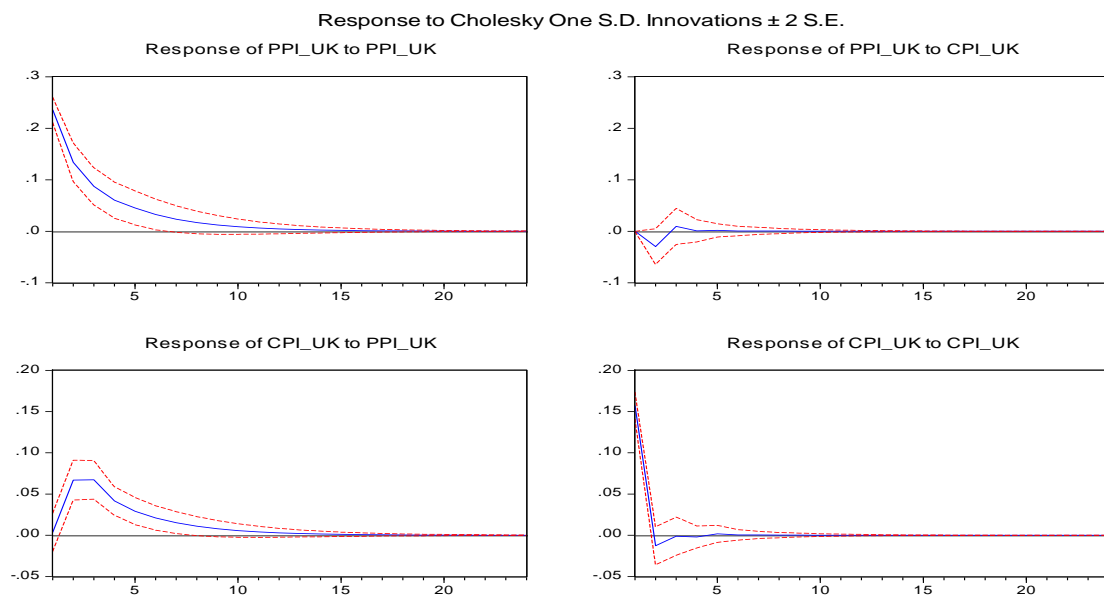 Response to Cholesky One S.D. Innovations ± 2 S.E.
Response of PPI_UK to PPI_UK
.3
.2
.1
.0
-.1
5 10 15 20
Response of PPI_UK to CPI_UK
.3
.2
.1
.0
-.1
5 10 15 20
Response of CPI_UK to PPI_UK
.20
.15
.10
.05
.00
-.05
5 10 15 20
Response of CPI_UK to CPI_UK
.20
.15
.10
.05
.00
-.05
5 10 15 20